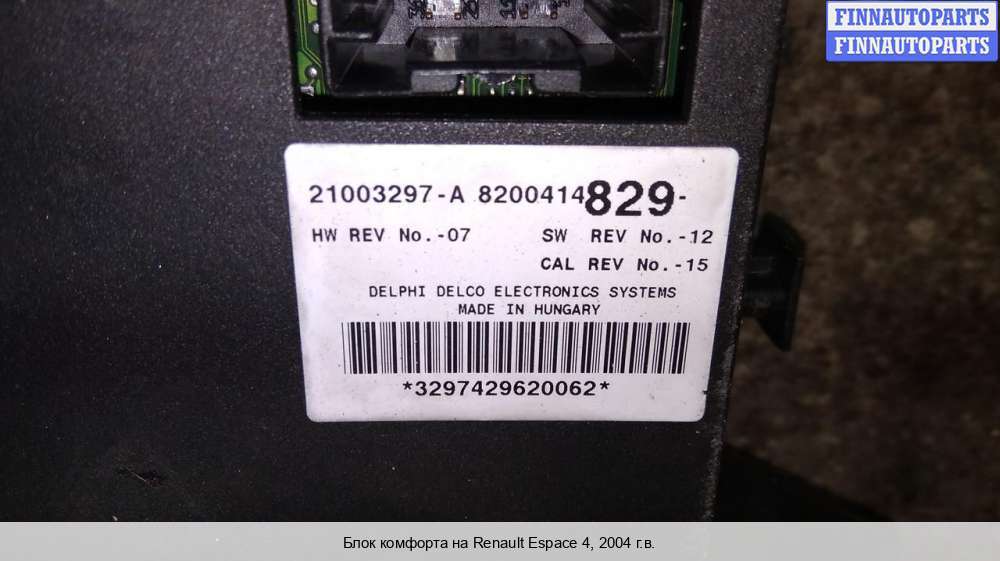 FINNAUTOPARTS
FINNAUTOPARTS
21003297-A 8200414829-
HW REV No.-07 SW REV No.-12
CAL REV No.-15
DELPHI DELCO ELECTRONICS SYSTEMS
MADE IN HUNGARY
*3297429620062*
Блок комфорта на Renault Espace 4, 2004 г.в.